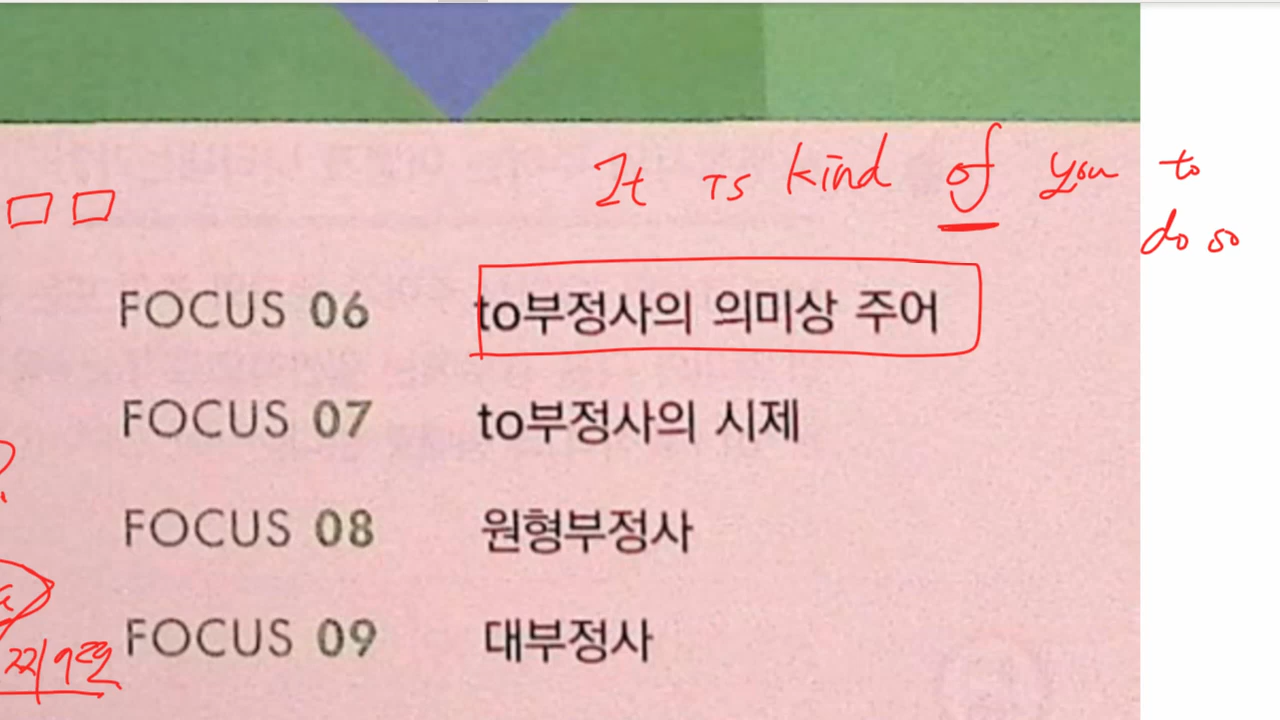 It is kind of you to
do so
FOCUS 06 to부정사의 의미상 주어
FOCUS 07 to부정사의 시제
FOCUS 08 원형부정사
FOCUS 09 대부정사